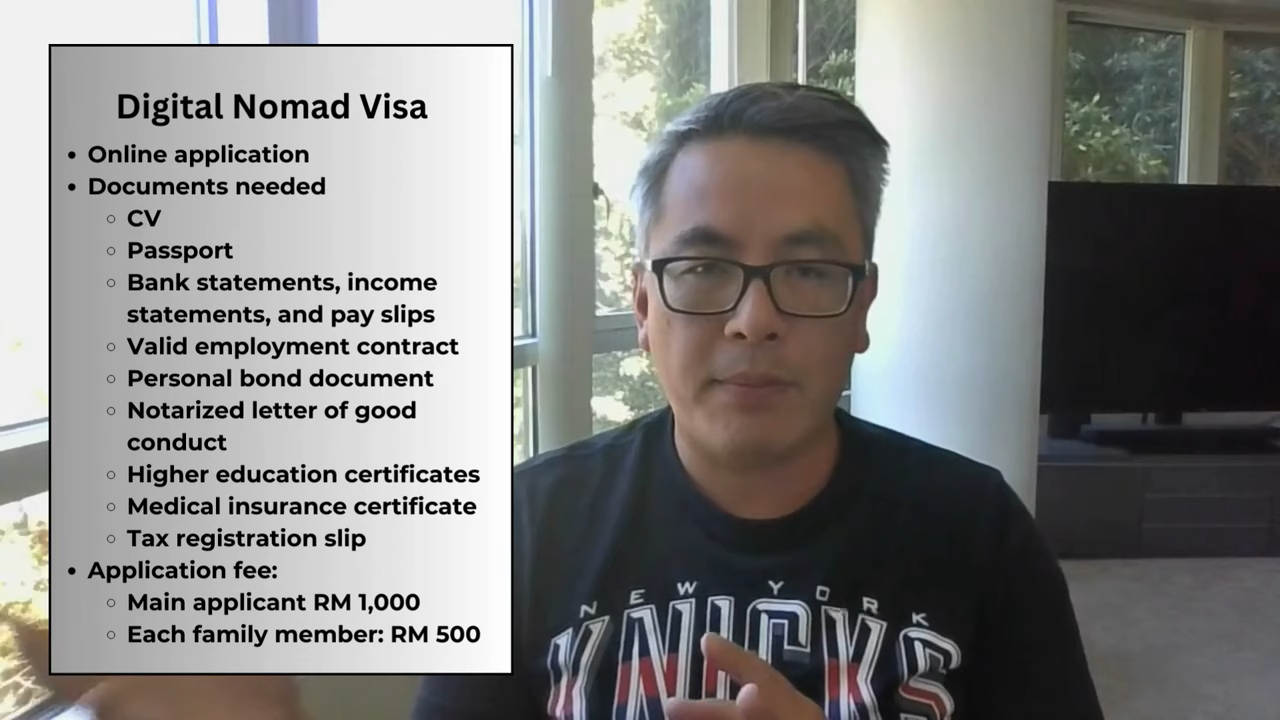 Digital Nomad Visa
• Online application
• Documents needed
○ CV
○ Passport
○ Bank statements, income
statements, and pay slips
○ Valid employment contract
○ Personal bond document
○ Notarized letter of good
conduct
○ Higher education certificates
○ Medical insurance certificate
○ Tax registration slip
• Application fee:
○ Main applicant RM 1,000
○ Each family member: RM 500
NEW YORK
KNICKS